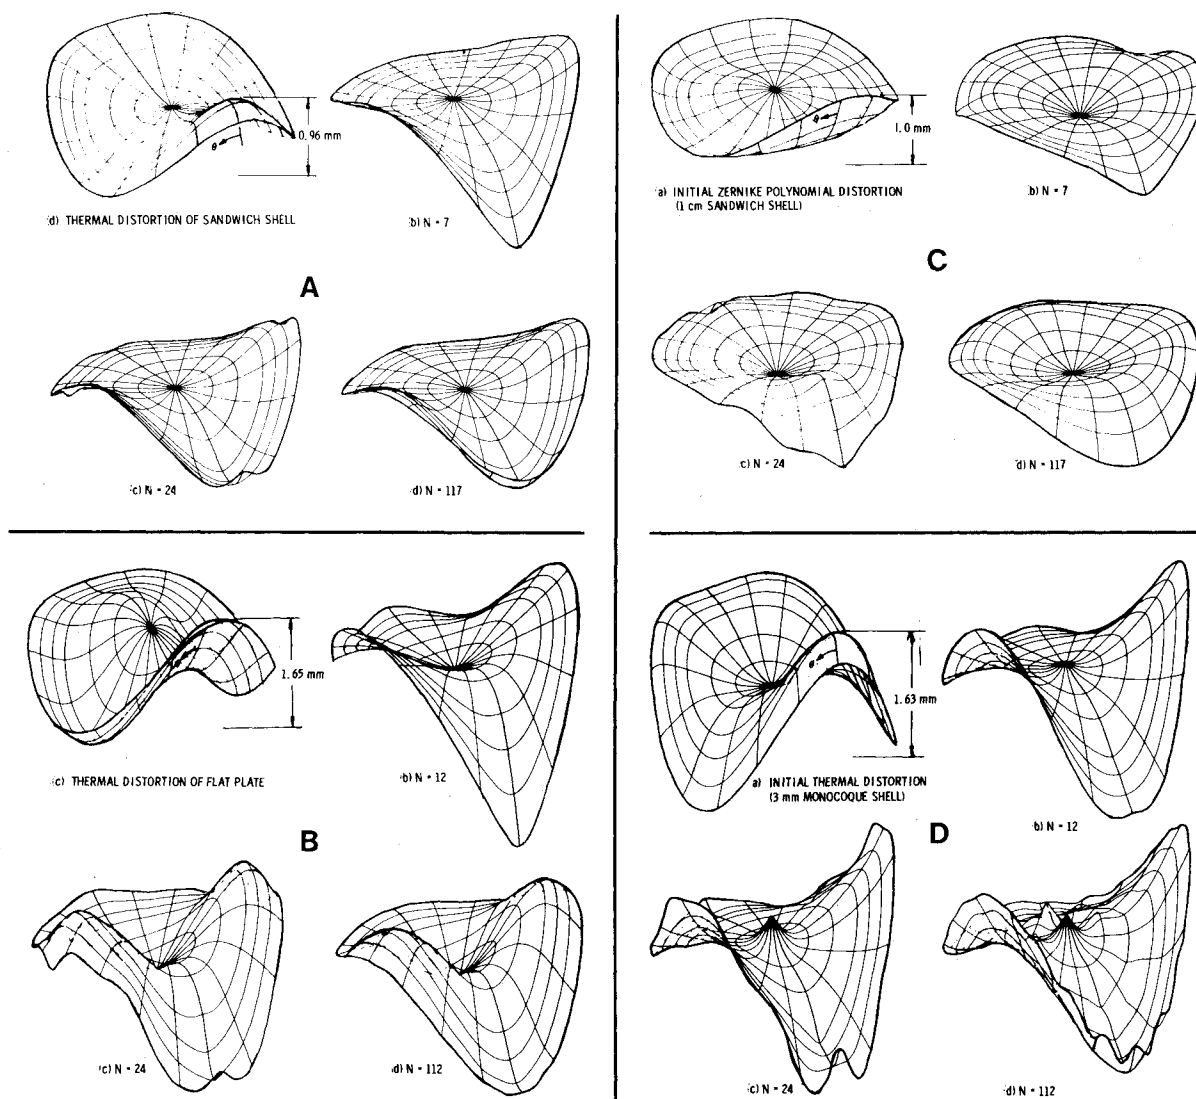 0.96 mm
θ
(d) THERMAL DISTORTION OF SANDWICH SHELL
(b) N = 7
A
(c) N = 24
(d) N = 117
1.0 mm
θ
(a) INITIAL ZERNIKE POLYNOMIAL DISTORTION
(1 cm SANDWICH SHELL)
(b) N = 7
C
(c) N = 24
(d) N = 117
1.65 mm
(c) THERMAL DISTORTION OF FLAT PLATE
(b) N = 12
B
(c) N = 24
(d) N = 112
θ
1.63 mm
a) INITIAL THERMAL DISTORTION
(3 mm MONOCOQUE SHELL)
(b) N = 12
D
(c) N = 24
(d) N = 112